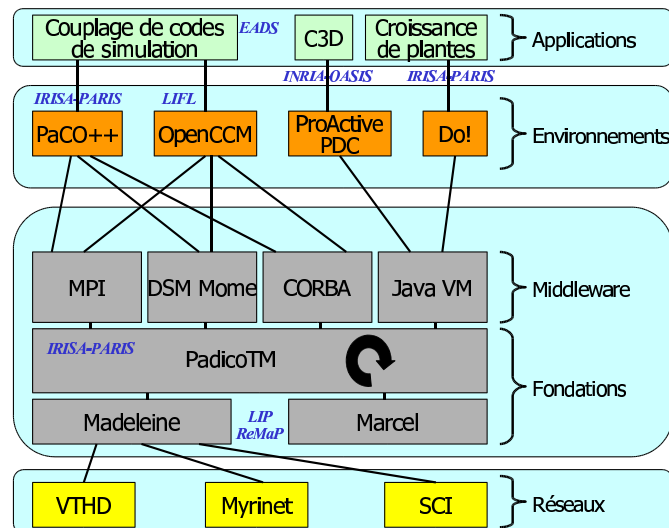 Couplage de codes
de simulation
EADS
C3D
Croissance
de plantes
Applications
INRIA-OASIS
IRISA-PARIS
IRISA-PARIS
LIFL
PaCO++
OpenCCM
ProActive
PDC
Do!
Environnements
MPI
DSM Mome
CORBA
Java VM
Middleware
IRISA-PARIS
PadicoTM
Fondations
Madeleine
LIP
ReMaP
Marcel
VTHD
Myrinet
SCI
Réseaux